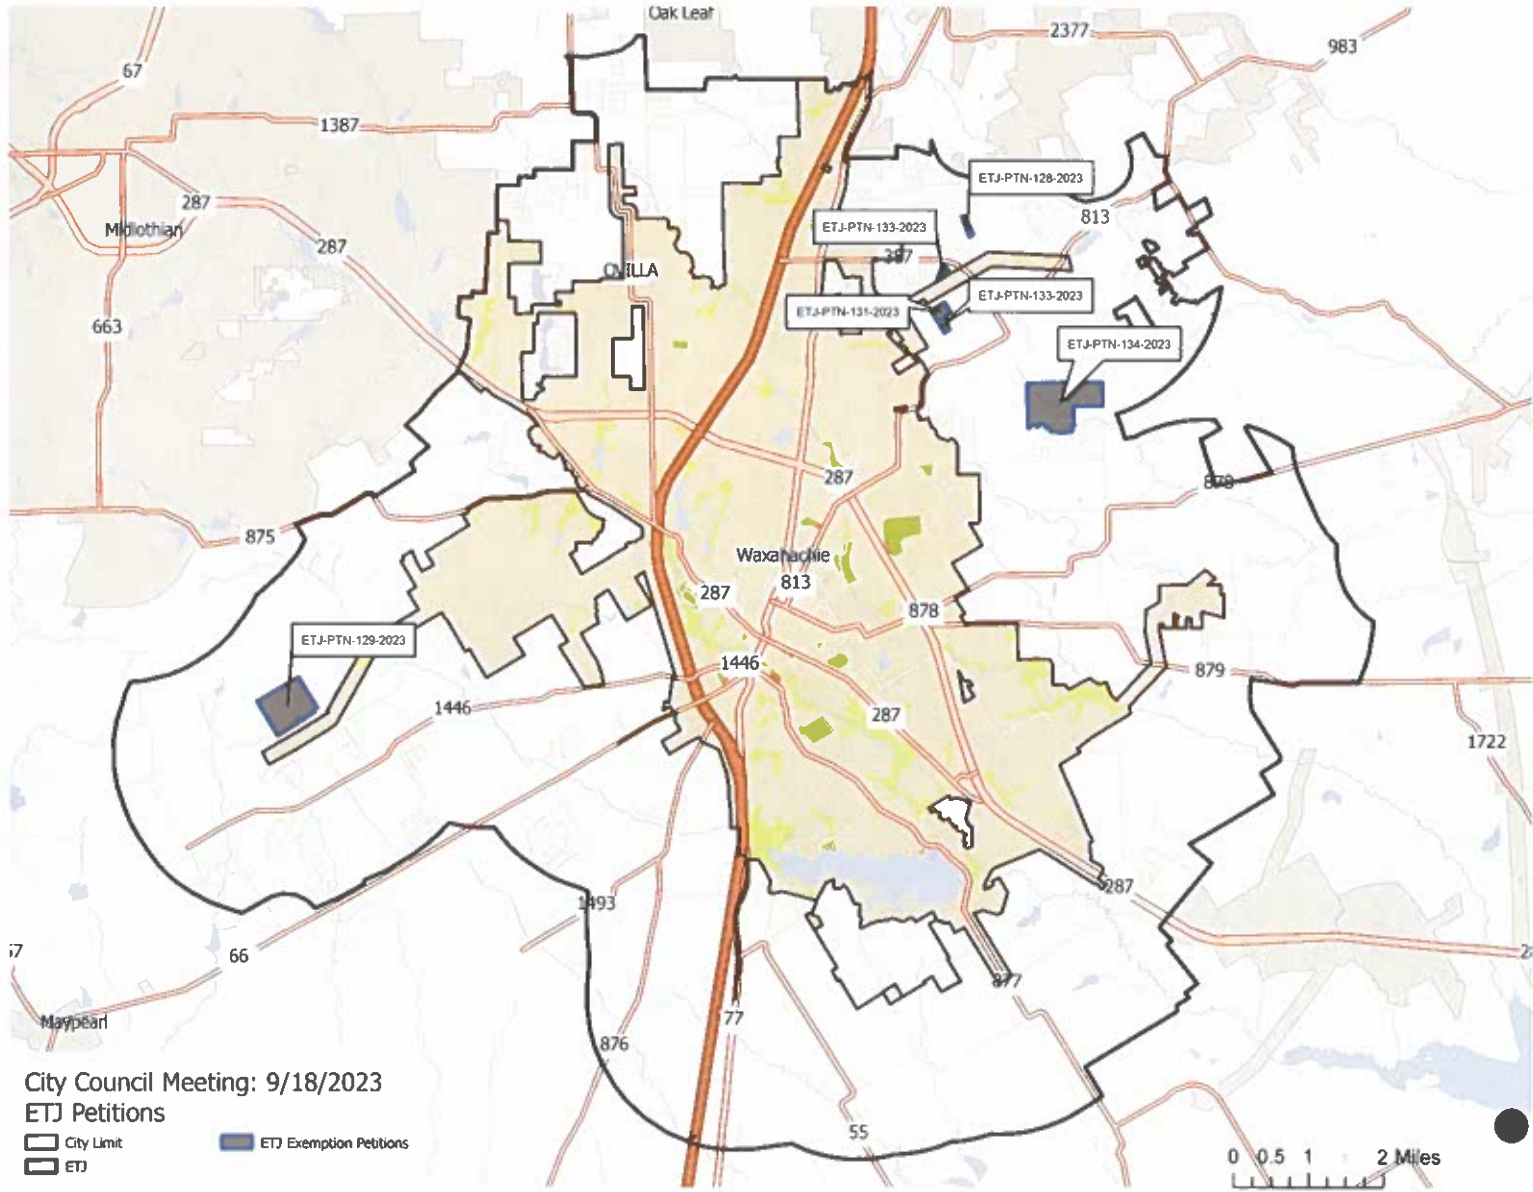 Oak Leaf
2377
983
67
1387
ETJ-PTN-128-2023
287
813
Midlothian
ETJ-PTN-133-2023
287
387
OVILLA
ETJ-PTN-133-2023
ETJ-PTN-131-2023
663
ETJ-PTN-134-2023
287
878
875
Waxahachie
813
287
878
ETJ-PTN-129-2023
1446
879
1446
287
1722
287
1493
66
877
Maypearl
77
876
City Council Meeting: 9/18/2023
ETJ Petitions
City Limit
ETJ Exemption Petitions
ETJ
55
0 0.5 1 2 Miles